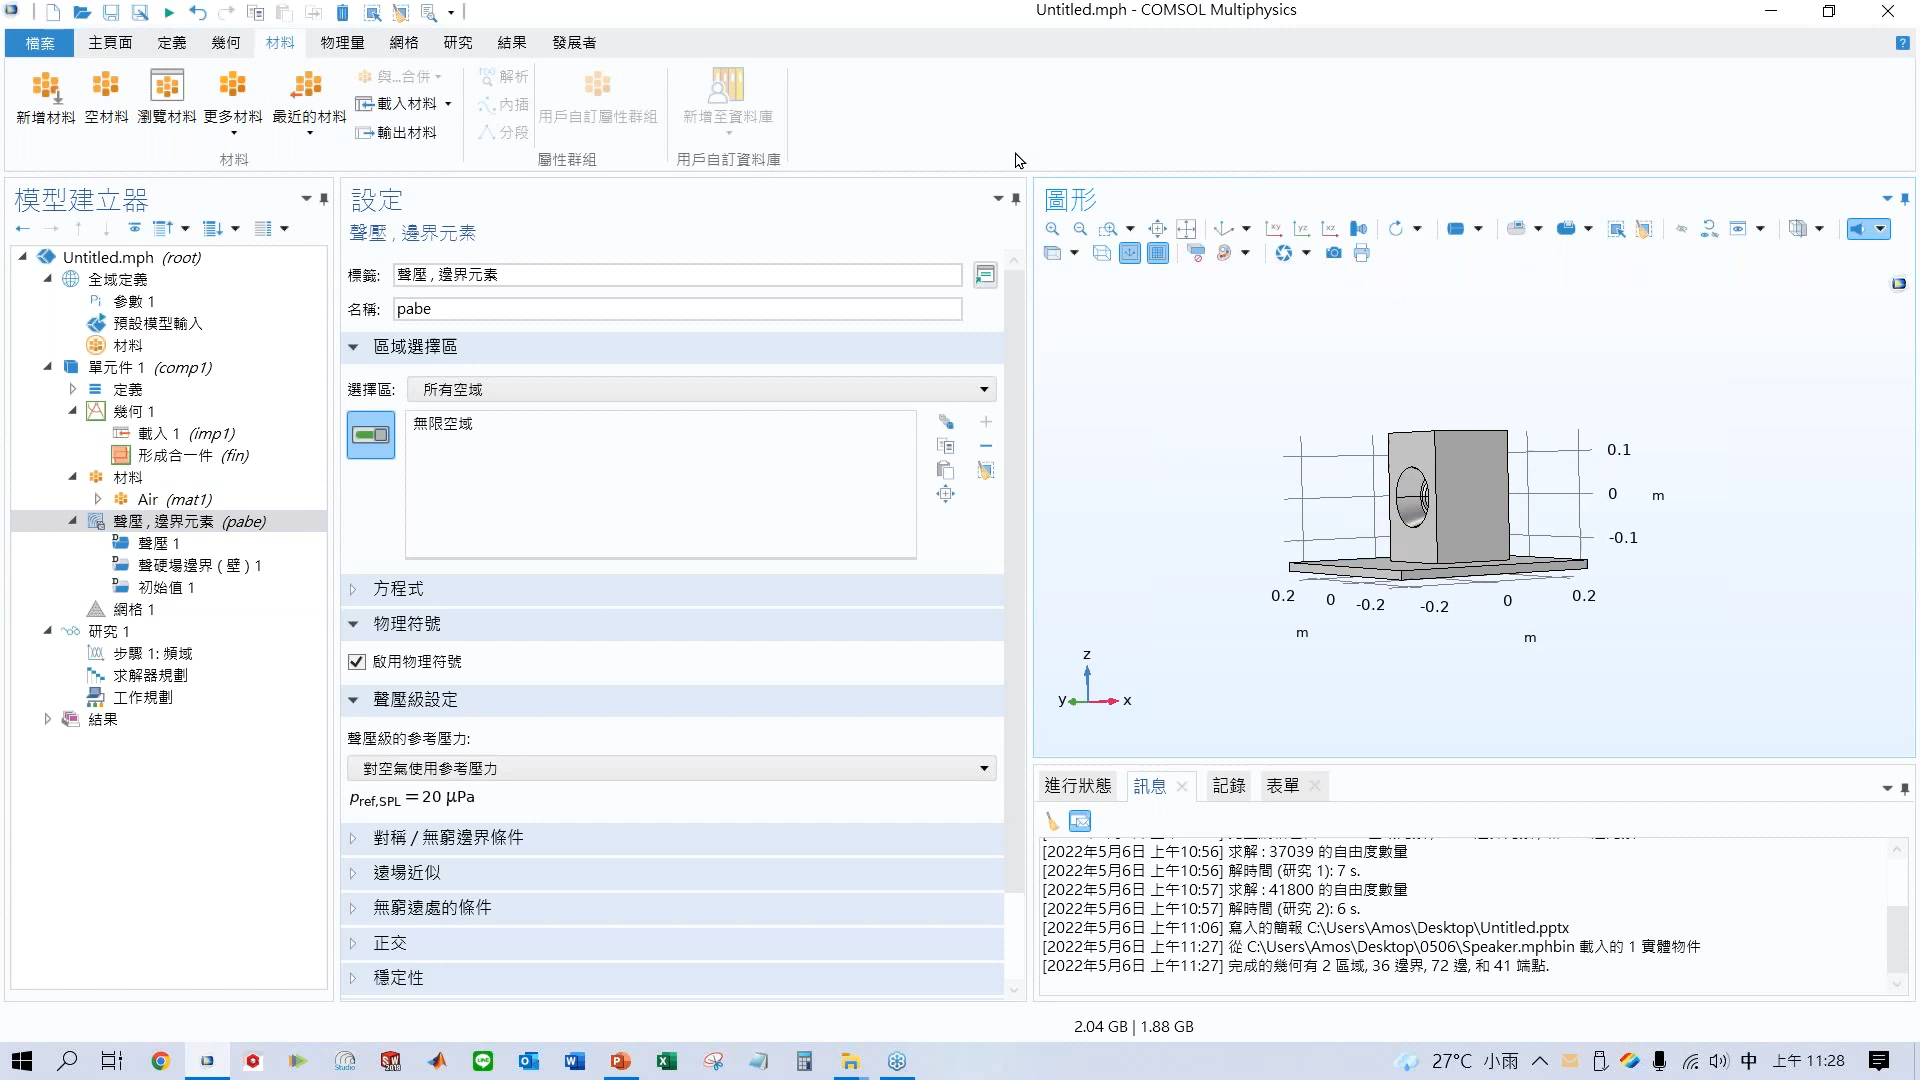 Untitled.mph - COMSOL Multiphysics
檔案
主頁面
定義
幾何
材料
物理量
網格
研究
結果
發展者
新增材料
空材料
瀏覽材料
更多材料
最近的材料
與...合併
載入材料
輸出材料
材料
解析
內插
分段
用戶自訂屬性群組
屬性群組
新增至資料庫
用戶自訂資料庫
模型建立器
Untitled.mph (root)
全域定義
Pi 參數 1
預設模型輸入
材料
單元件 1 (comp1)
定義
幾何 1
載入 1 (imp1)
形成合一件 (fin)
材料
Air (mat1)
聲壓 , 邊界元素 (pabe)
聲壓 1
聲硬場邊界 ( 壁 ) 1
初始值 1
網格 1
研究 1
步驟 1: 頻域
求解器規劃
工作規劃
結果
設定
聲壓 , 邊界元素
標籤: 聲壓 , 邊界元素
名稱: pabe
區域選擇區
選擇區: 所有空域
無限空域
方程式
物理符號
啟用物理符號
聲壓級設定
聲壓級的參考壓力:
對空氣使用參考壓力
pref,SPL = 20 μPa
對稱 / 無窮邊界條件
遠場近似
無窮遠處的條件
正交
穩定性
圖形
0.1
0 m
-0.1
0.2 0 -0.2 -0.2 0 0.2
m m
z
y x
進行狀態
訊息
記錄
表單
[2022年5月6日 上午10:56] 求解 : 37039 的自由度數量
[2022年5月6日 上午10:56] 解時間 (研究 1): 7 s.
[2022年5月6日 上午10:57] 求解 : 41800 的自由度數量
[2022年5月6日 上午10:57] 解時間 (研究 2): 6 s.
[2022年5月6日 上午11:06] 寫入的簡報 C:\Users\Amos\Desktop\Untitled.pptx
[2022年5月6日 上午11:27] 從 C:\Users\Amos\Desktop\0506\Speaker.mphbin 載入的 1 實體物件
[2022年5月6日 上午11:27] 完成的幾何有 2 區域, 36 邊界, 72 邊, 和 41 端點.
2.04 GB | 1.88 GB
27°C 小雨
中
上午 11:28